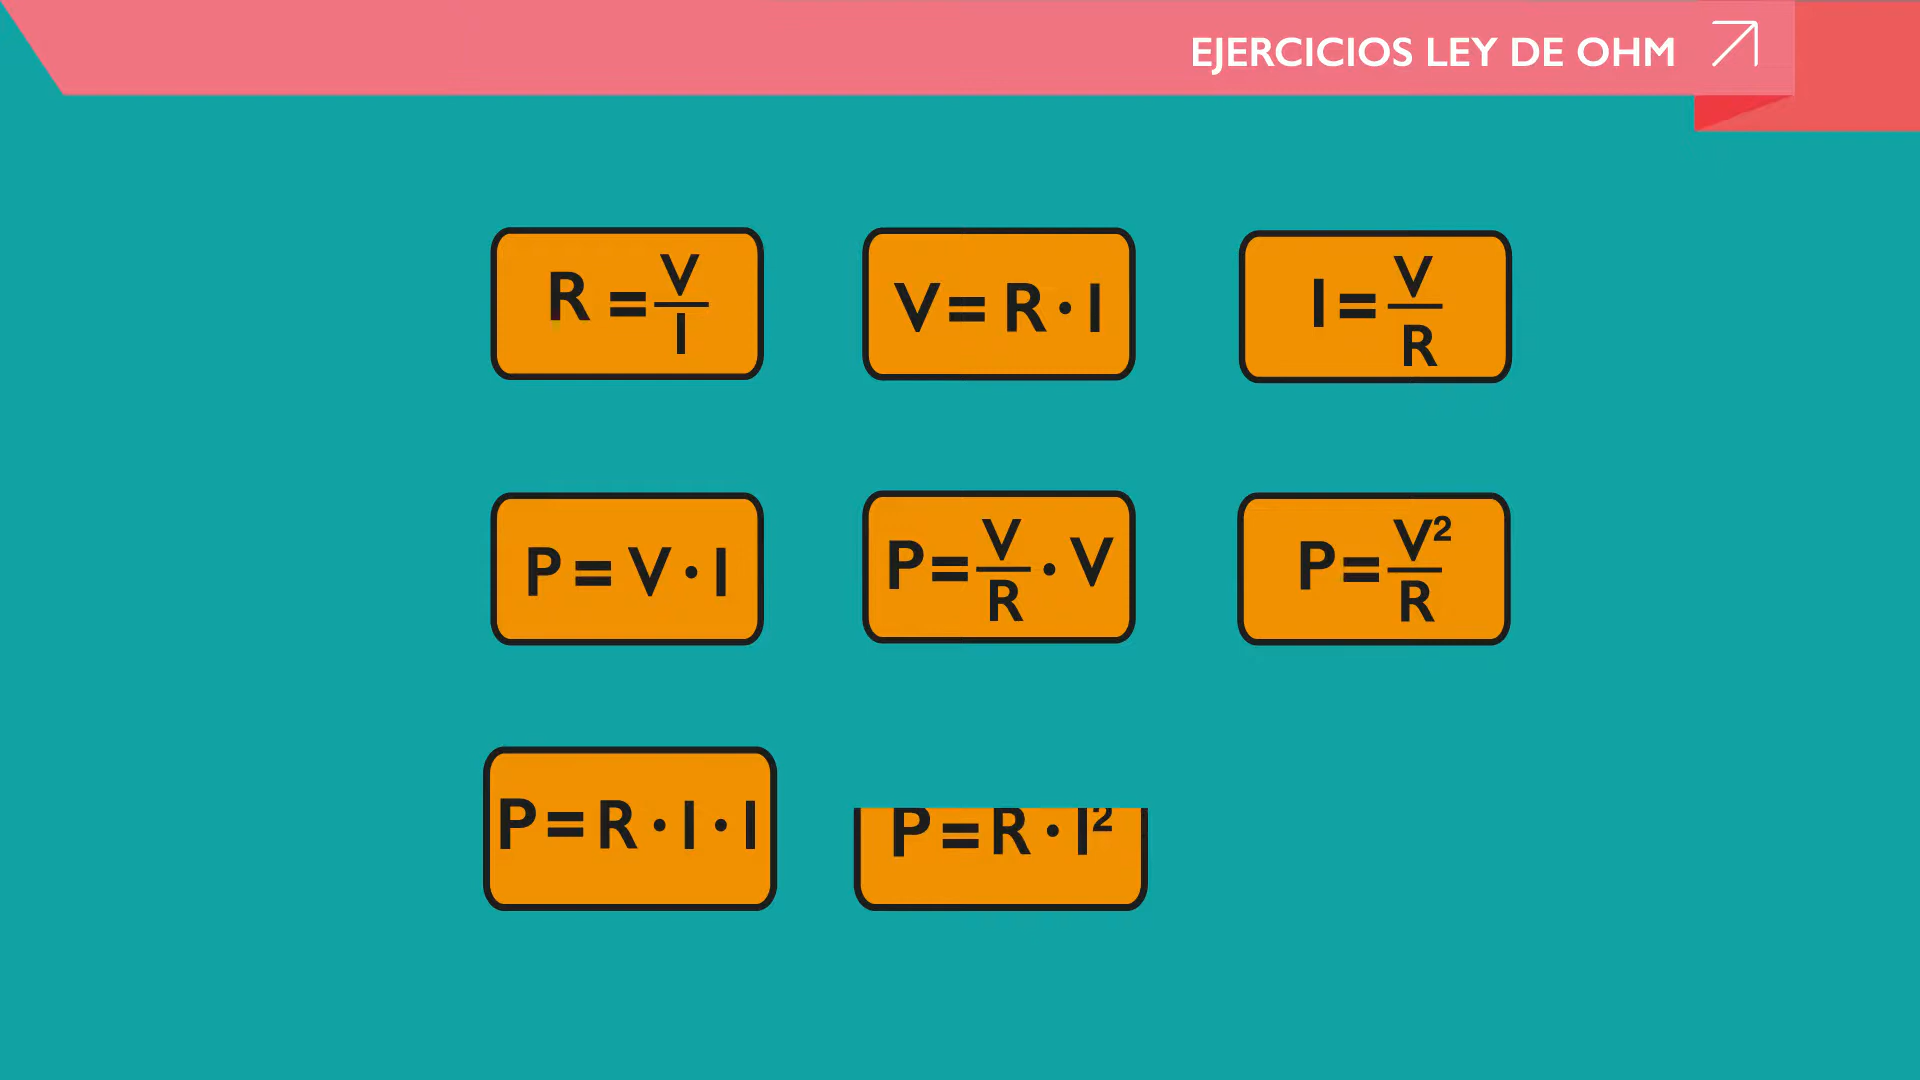 EJERCICIOS LEY DE OHM
R = V/I
V = R · I
I = V/R
P = V · I
P = V/R · V
P = V²/R
P = R · I · I
P = R · I²